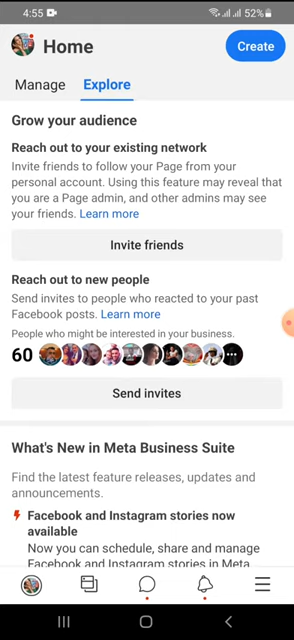 4:55 52%
Home Create
Manage Explore
Grow your audience
Reach out to your existing network
Invite friends to follow your Page from your
personal account. Using this feature may reveal that
you are a Page admin, and other admins may see
your friends. Learn more
Invite friends
Reach out to new people
Send invites to people who reacted to your past
Facebook posts. Learn more
People who might be interested in your business.
60
Send invites
What's New in Meta Business Suite
Find the latest feature releases, updates and
announcements.
Facebook and Instagram stories now
available
Now you can schedule, share and manage
Facebook and Instagram stories in Meta